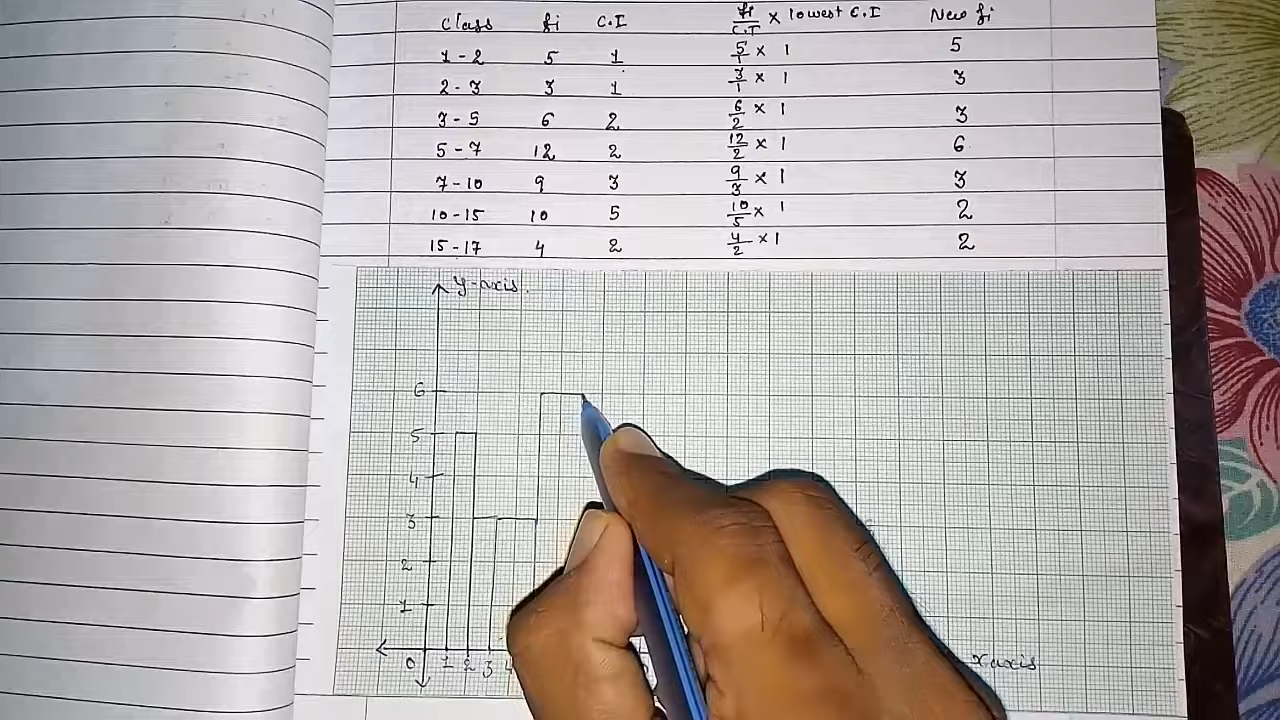 Class fi C.I fi/C.I × lowest C.I New fi
1 - 2 5 1 5/1 × 1 5
2 - 3 3 1 3/1 × 1 3
3 - 5 6 2 6/2 × 1 3
5 - 7 12 2 12/2 × 1 6
7 - 10 9 3 9/3 × 1 3
10 - 15 10 5 10/5 × 1 2
15 - 17 4 2 4/2 × 1 2
y-axis.
6
5
4
3
2
1
0 1 2 3 4
x axis